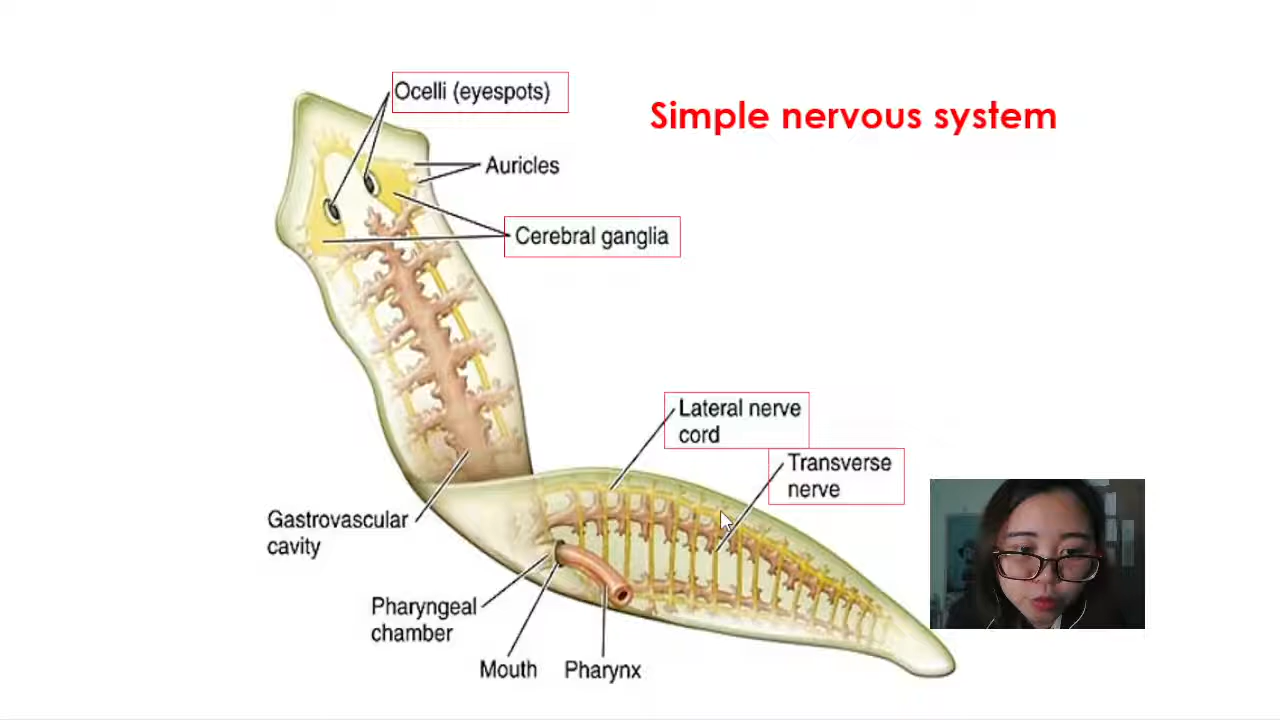 Ocelli (eyespots)
Simple nervous system
Auricles
Cerebral ganglia
Lateral nerve
cord
Transverse
nerve
Gastrovascular
cavity
Pharyngeal
chamber
Mouth
Pharynx